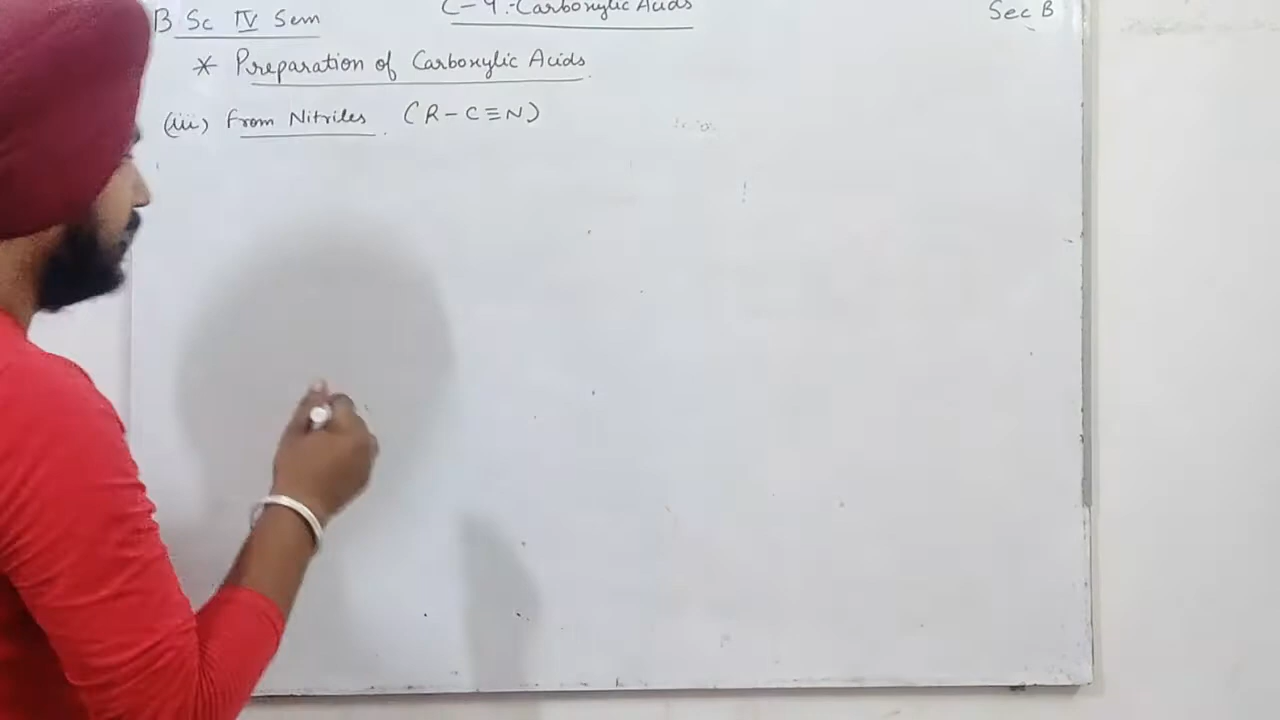 B Sc IV Sem C-4:-Carboxylic Acids Sec B
* Preparation of Carboxylic Acids.
(iii) From Nitriles. (R-C≡N)